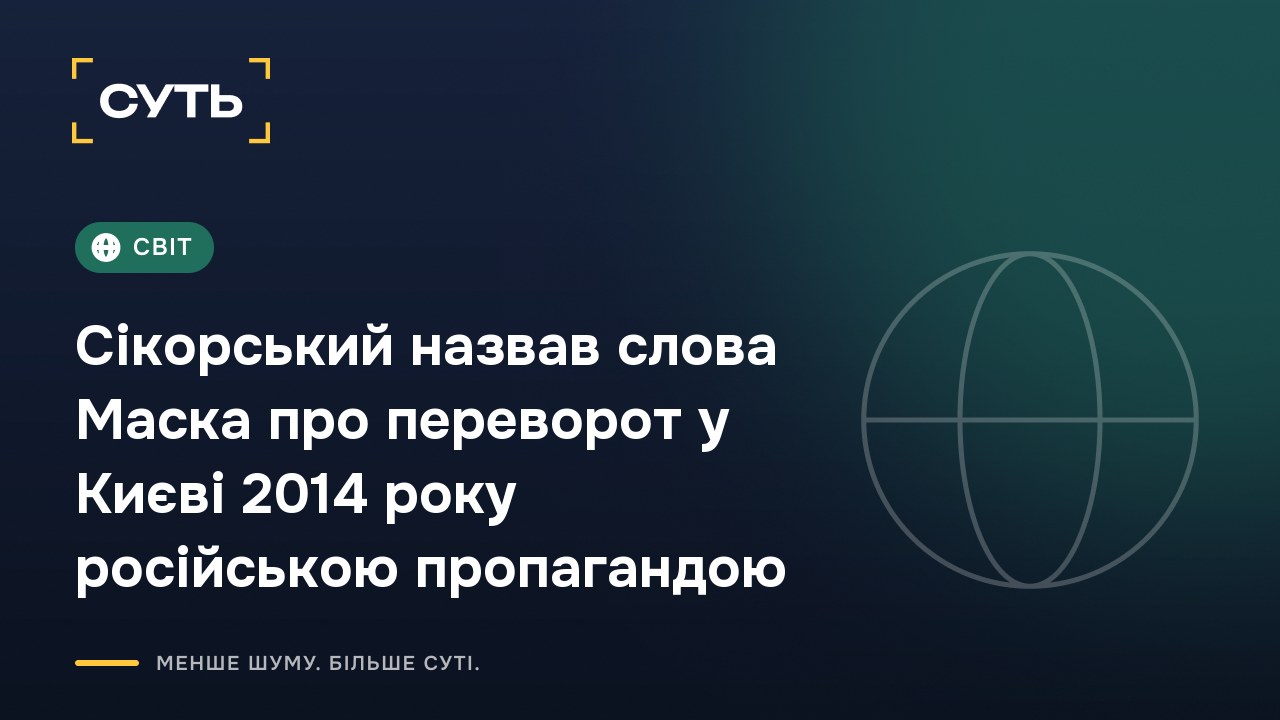 СУТЬ
СВІТ
Сікорський назвав слова
Маска про переворот у
Києві 2014 року
російською пропагандою
МЕНШЕ ШУМУ. БІЛЬШЕ СУТІ.